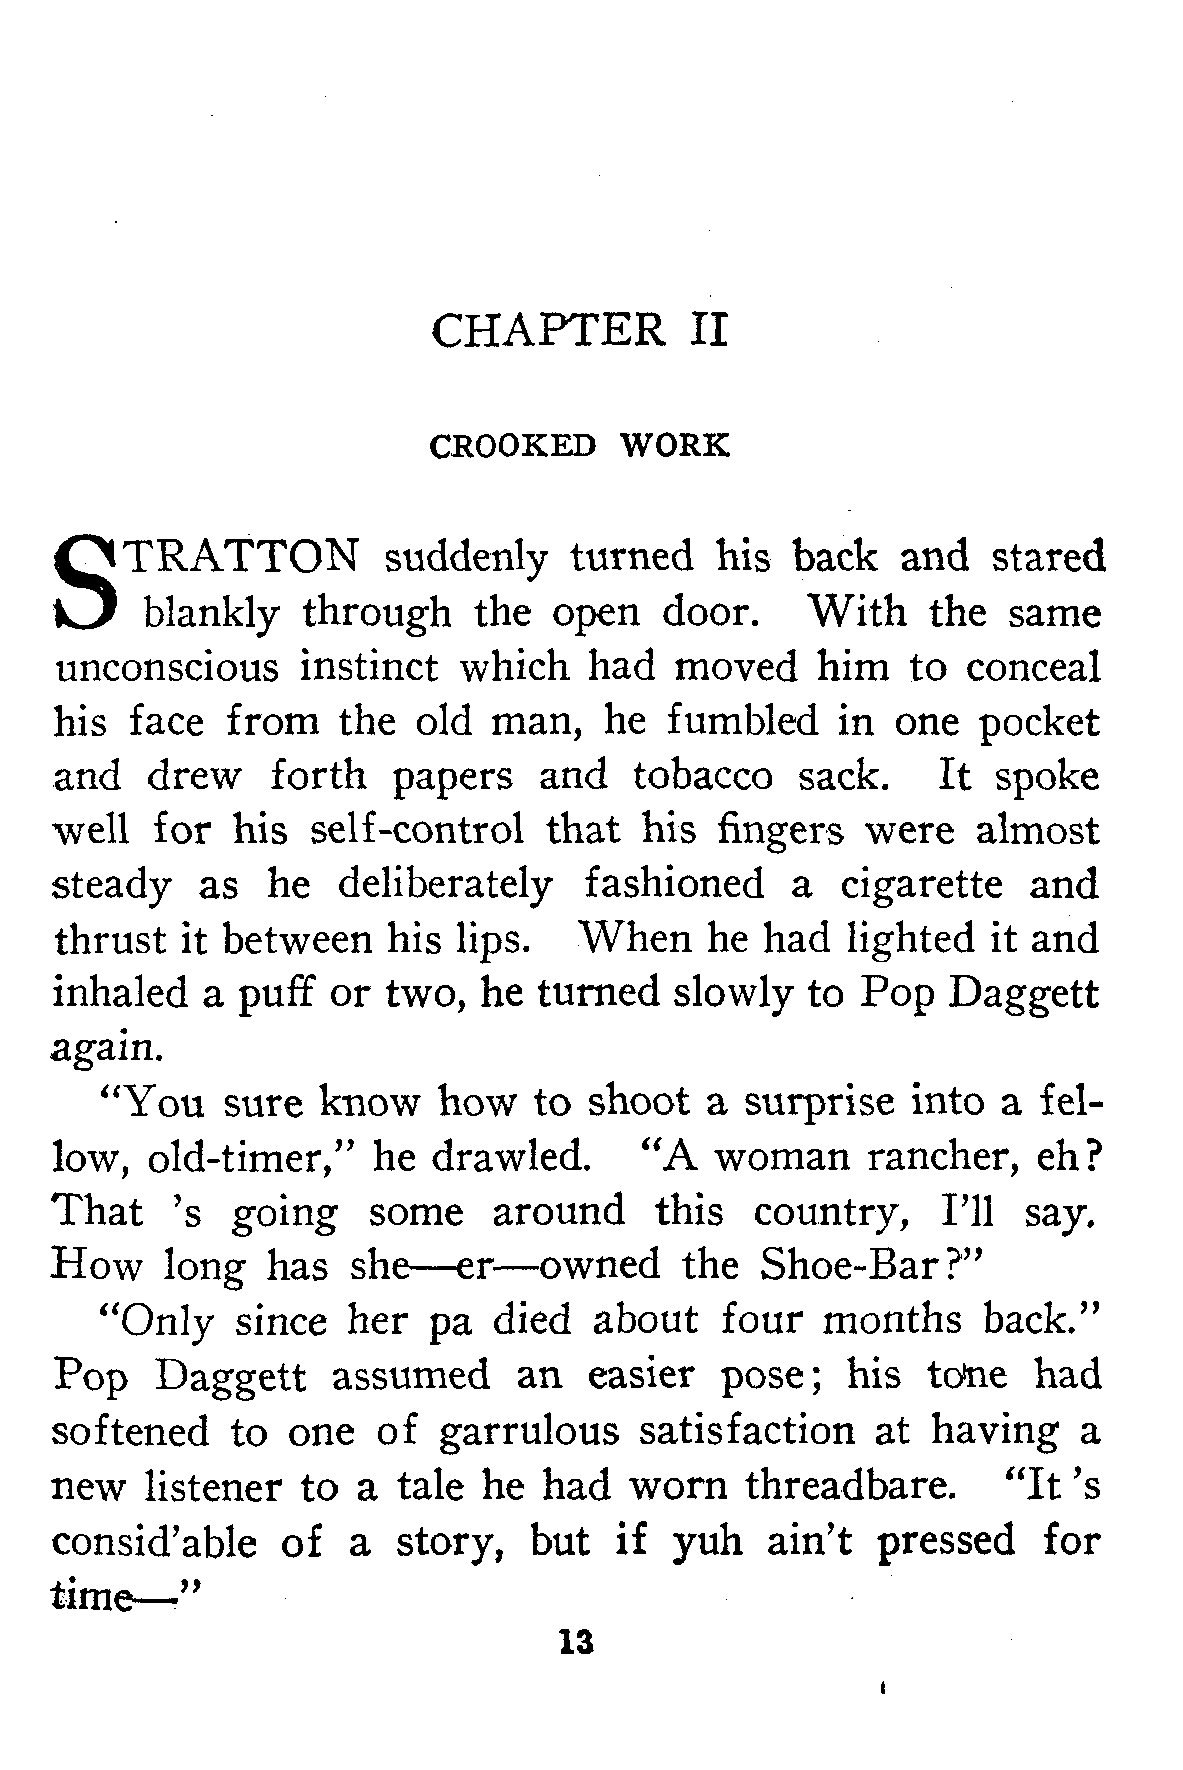 CHAPTER II
CROOKED WORK
STRATTON suddenly turned his back and stared
blankly through the open door. With the same
unconscious instinct which had moved him to conceal
his face from the old man, he fumbled in one pocket
and drew forth papers and tobacco sack. It spoke
well for his self-control that his fingers were almost
steady as he deliberately fashioned a cigarette and
thrust it between his lips. When he had lighted it and
inhaled a puff or two, he turned slowly to Pop Daggett
again.
“You sure know how to shoot a surprise into a fel-
low, old-timer,” he drawled. “A woman rancher, eh?
That ’s going some around this country, I’ll say.
How long has she—er—owned the Shoe-Bar?”
“Only since her pa died about four months back.”
Pop Daggett assumed an easier pose; his tone had
softened to one of garrulous satisfaction at having a
new listener to a tale he had worn threadbare. “It ’s
consid’able of a story, but if yuh ain’t pressed for
time—”
13